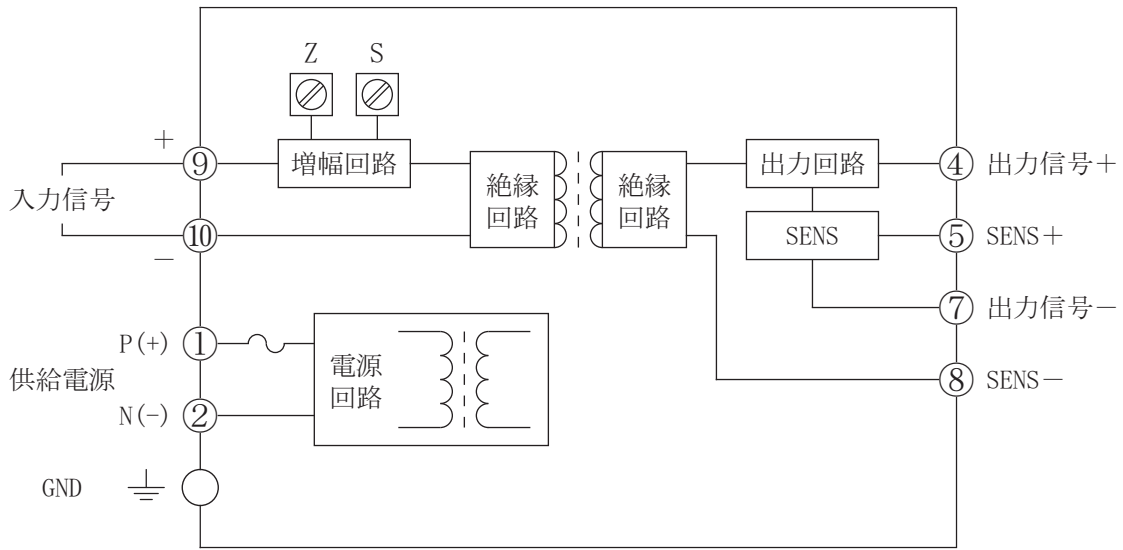 Z
S
+
⑨
増幅回路
入力信号
⑩
−
絶縁
回路
絶縁
回路
出力回路
④ 出力信号+
SENS
⑤ SENS+
⑦ 出力信号−
⑧ SENS−
P(+) ①
供給電源
N(−) ②
電源
回路
GND